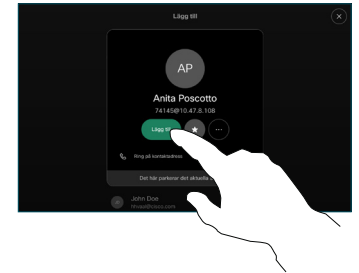 Lägg till
AP
Anita Poscotto
74145@10.47.8.108
Lägg till
Ring på kontaktadress
Det här parkerar det aktuella
John Doe